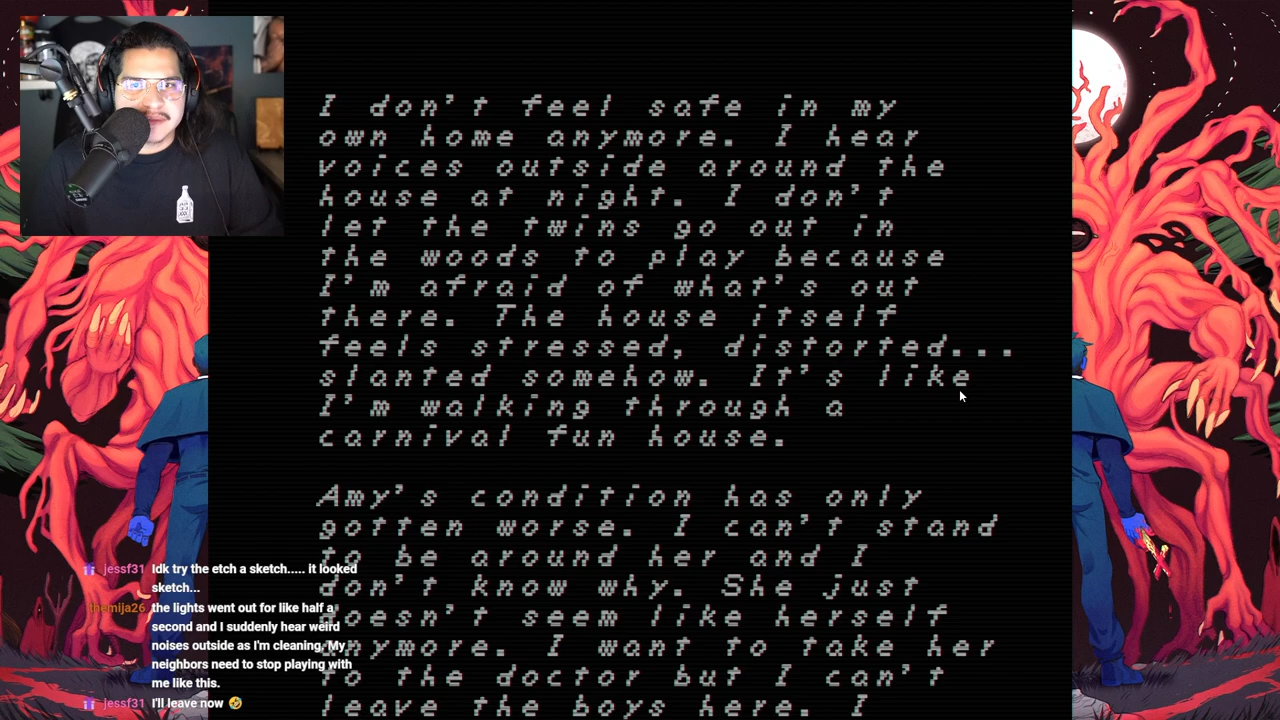 I don't feel safe in my
own home anymore. I hear
voices outside around the
house at night. I don't
let the twins go out in
the woods to play because
I'm afraid of what's out
there. The house itself
feels stressed, distorted...
slanted somehow. It's like
I'm walking through a
carnival fun house.
Amy's condition has only
gotten worse. I can't stand
to be around her and I
don't know why. She just
doesn't seem like herself
anymore. I want to take her
to the doctor but I can't
leave the boys here. I
jessf31 Idk try the etch a sketch..... it looked
sketch...
themija26 the lights went out for like half a
second and I suddenly hear weird
noises outside as I'm cleaning. My
neighbors need to stop playing with
me like this.
jessf31 I'll leave now 🤣